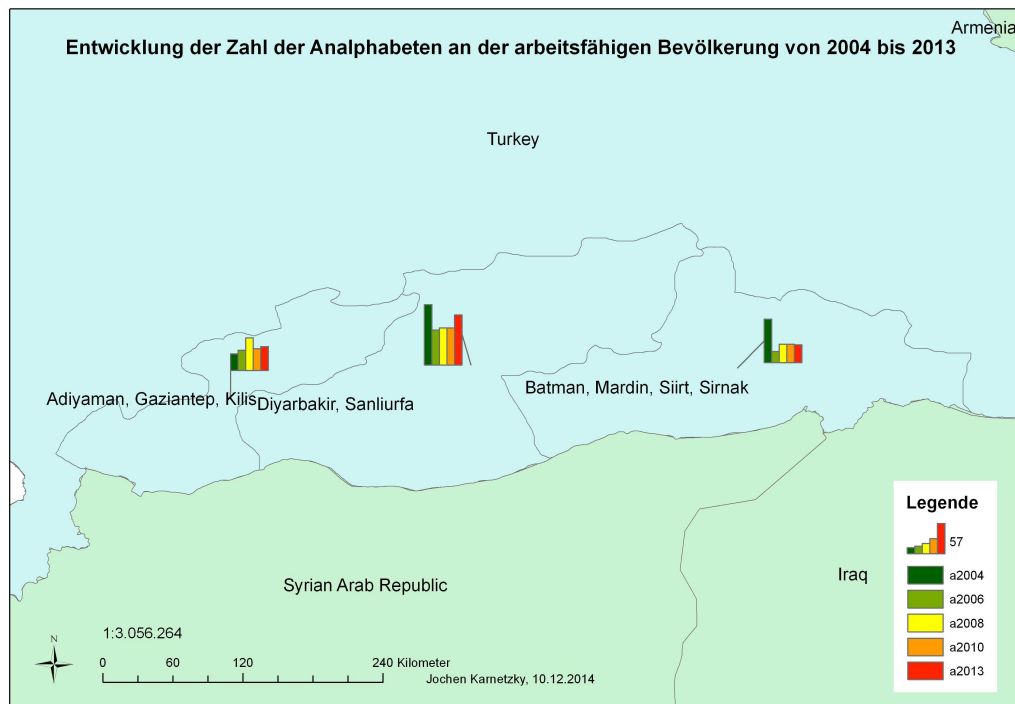 Armenia
Entwicklung der Zahl der Analphabeten an der arbeitsfähigen Bevölkerung von 2004 bis 2013
Turkey
Adiyaman, Gaziantep, Kilis
Diyarbakir, Sanliurfa
Batman, Mardin, Siirt, Sirnak
Syrian Arab Republic
Iraq
Legende
57
a2004
a2006
a2008
a2010
a2013
N
1:3.056.264
0 60 120 240 Kilometer
Jochen Karnetzky, 10.12.2014